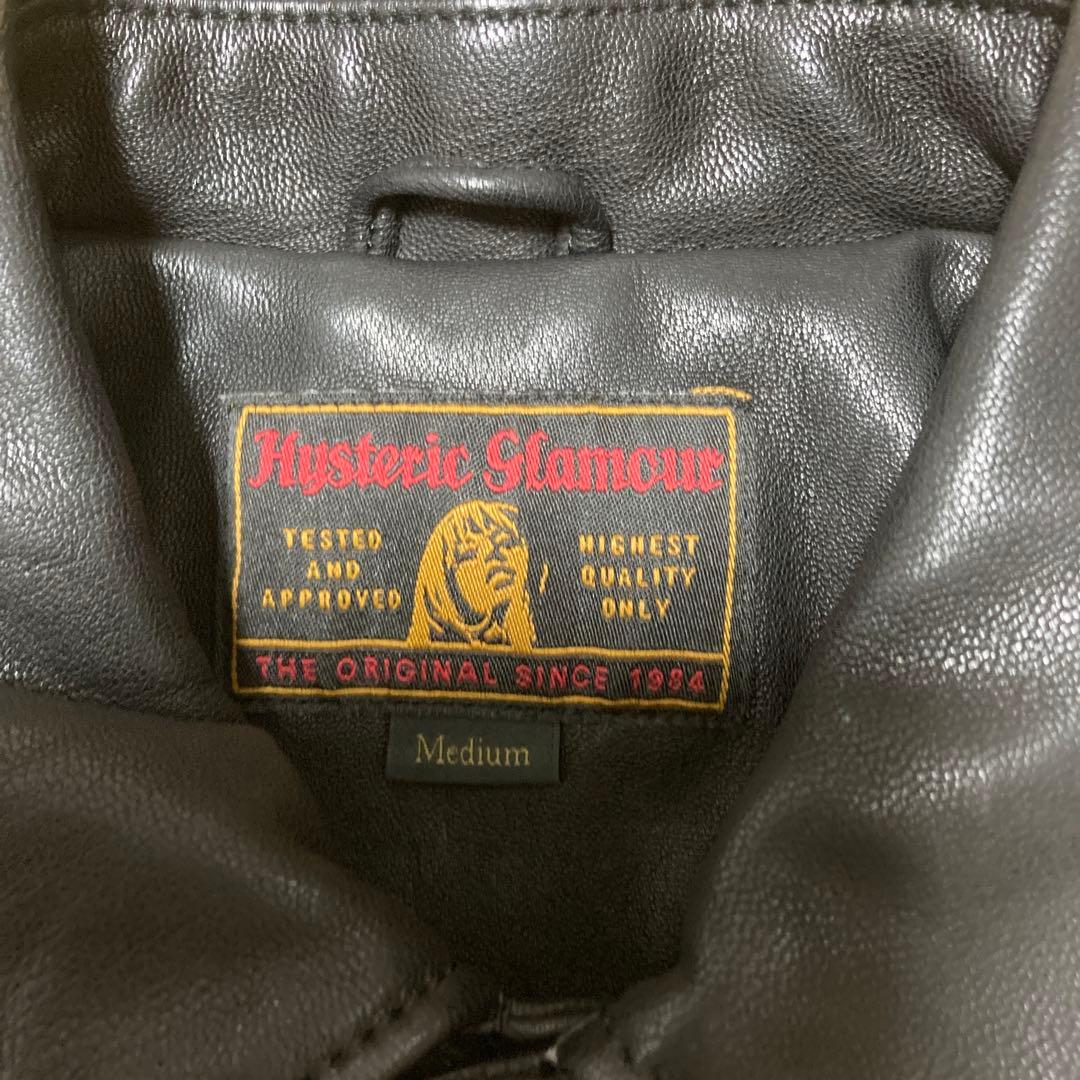 Hysteric Glamour
TESTED
AND
APPROVED
HIGHEST
QUALITY
ONLY
THE ORIGINAL SINCE 1984
Medium